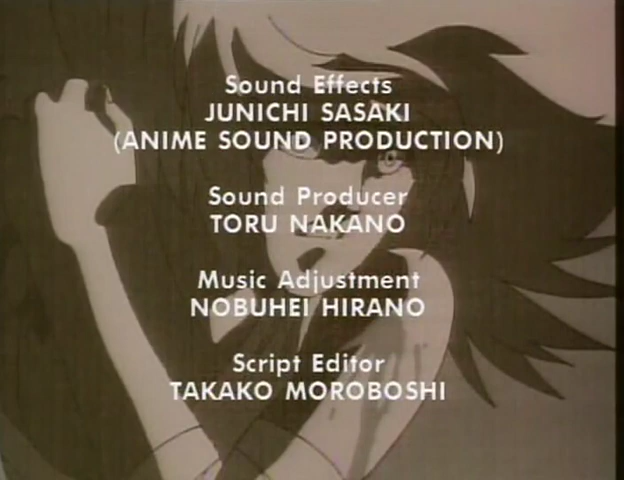 Sound Effects
JUNICHI SASAKI
(ANIME SOUND PRODUCTION)
Sound Producer
TORU NAKANO
Music Adjustment
NOBUHEI HIRANO
Script Editor
TAKAKO MOROBOSHI